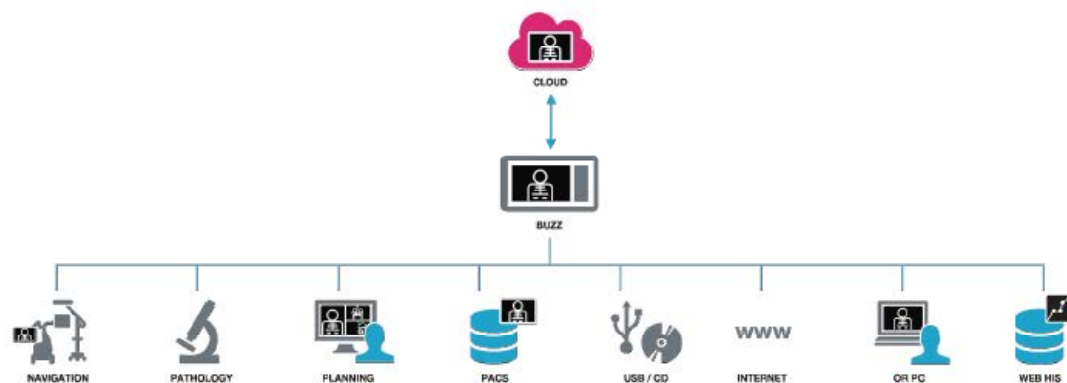 CLOUD
BUZZ
NAVIGATION
PATHOLOGY
PLANNING
PACS
USB / CD
www
INTERNET
OR PC
WEB HIS